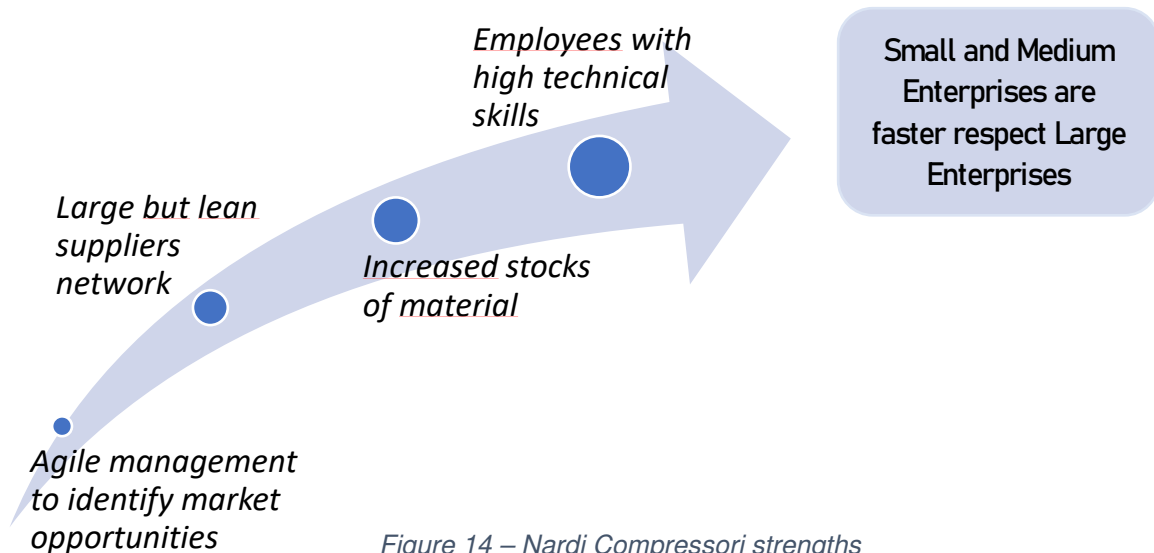 Employees with
high technical
skills
Small and Medium
Enterprises are
faster respect Large
Enterprises
Large but lean
suppliers
network
Increased stocks
of material
Agile management
to identify market
opportunities
Figure 14 – Nardi Compressori strengths